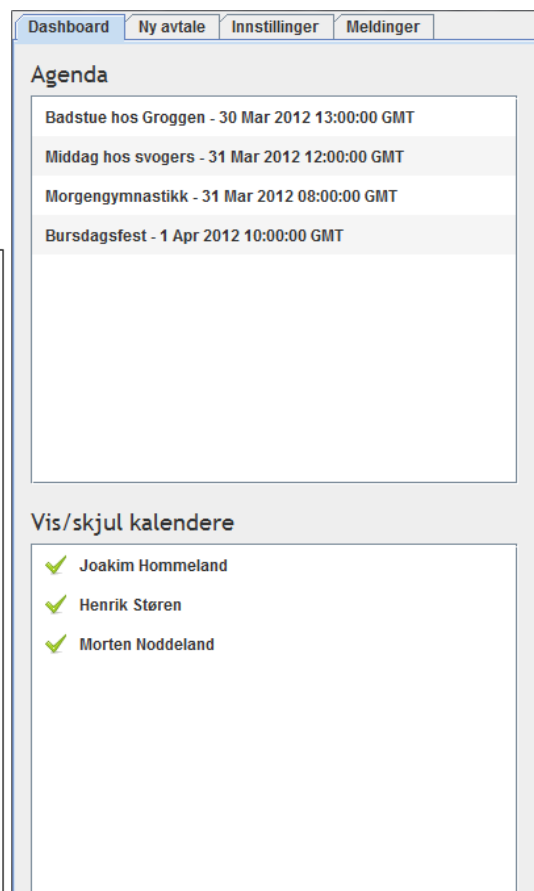 Dashboard Ny avtale Innstillinger Meldinger
Agenda
Badstue hos Groggen - 30 Mar 2012 13:00:00 GMT
Middag hos svogers - 31 Mar 2012 12:00:00 GMT
Morgengymnastikk - 31 Mar 2012 08:00:00 GMT
Bursdagsfest - 1 Apr 2012 10:00:00 GMT
Vis/skjul kalendere
Joakim Hommeland
Henrik Støren
Morten Noddeland